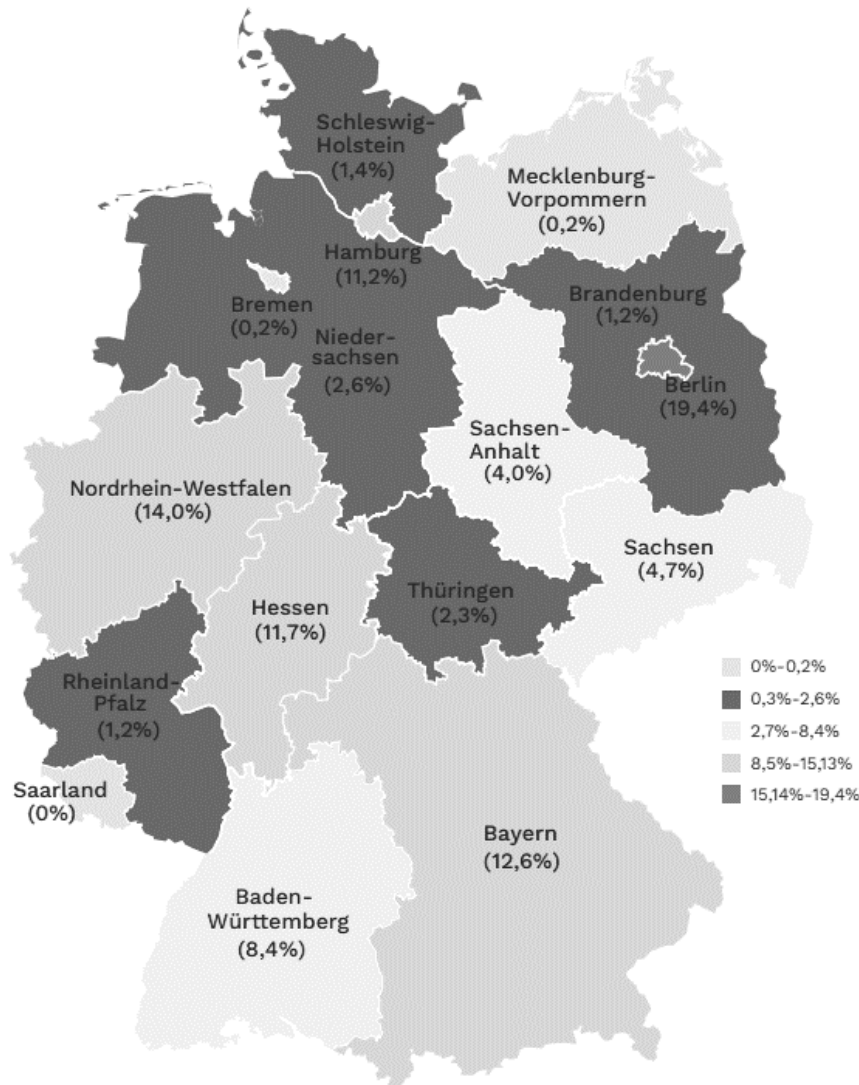 Schleswig-
Holstein
(1,4%)
Mecklenburg-
Vorpommern
(0,2%)
Hamburg
(11,2%)
Bremen
(0,2%)
Brandenburg
(1,2%)
Nieder-
sachsen
(2,6%)
Berlin
(19,4%)
Sachsen-
Anhalt
(4,0%)
Nordrhein-Westfalen
(14,0%)
Sachsen
(4,7%)
Hessen
(11,7%)
Thüringen
(2,3%)
Rheinland-
Pfalz
(1,2%)
Saarland
(0%)
Bayern
(12,6%)
Baden-
Württemberg
(8,4%)
0%-0,2%
0,3%-2,6%
2,7%-8,4%
8,5%-15,13%
15,14%-19,4%